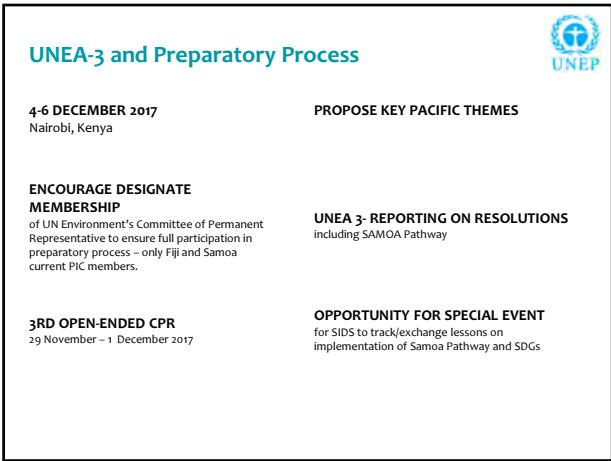 UNEA-3 and Preparatory Process
UNEP
4-6 DECEMBER 2017
Nairobi, Kenya
ENCOURAGE DESIGNATE
MEMBERSHIP
of UN Environment's Committee of Permanent
Representative to ensure full participation in
preparatory process – only Fiji and Samoa
current PIC members.
3RD OPEN-ENDED CPR
29 November – 1 December 2017
PROPOSE KEY PACIFIC THEMES
UNEA 3- REPORTING ON RESOLUTIONS
including SAMOA Pathway
OPPORTUNITY FOR SPECIAL EVENT
for SIDS to track/exchange lessons on
implementation of Samoa Pathway and SDGs